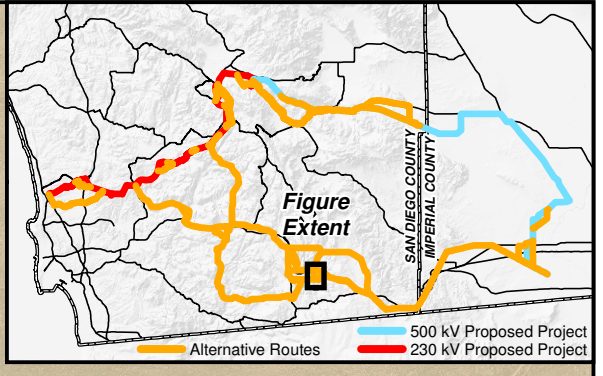 SAN DIEGO COUNTY
IMPERIAL COUNTY
Figure
Extent
500 kV Proposed Project
Alternative Routes
230 kV Proposed Project